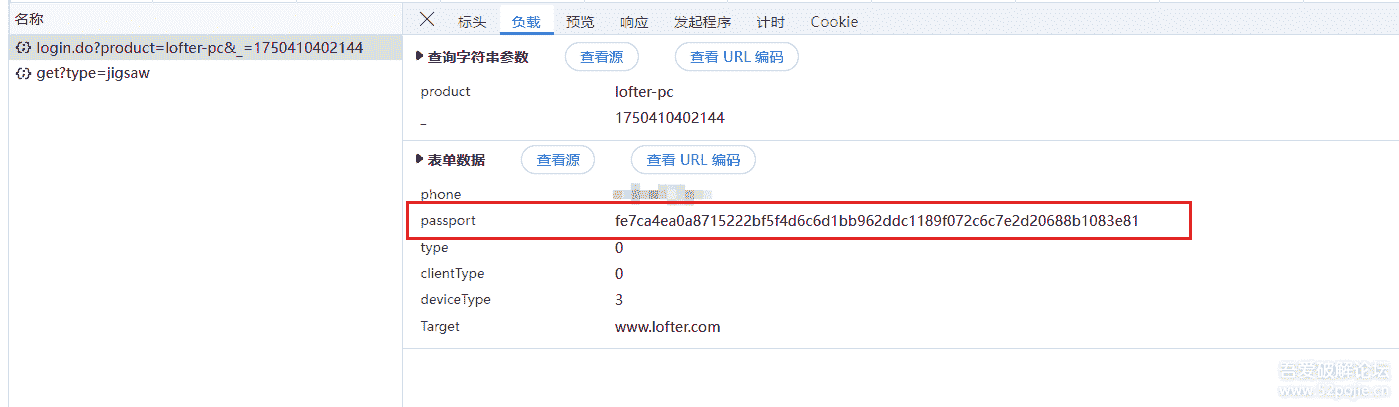 名称
标头 负载 预览 响应 发起程序 计时 Cookie
login.do?product=lofter-pc&_=1750410402144
get?type=jigsaw
查询字符串参数 查看源 查看 URL 编码
product lofter-pc
_ 1750410402144
表单数据 查看源 查看 URL 编码
phone
passport fe7ca4ea0a8715222bf5f4d6c6d1bb962ddc1189f072c6c7e2d20688b1083e81
type 0
clientType 0
deviceType 3
Target www.lofter.com
吾爱破解论坛
www.52pojie.cn